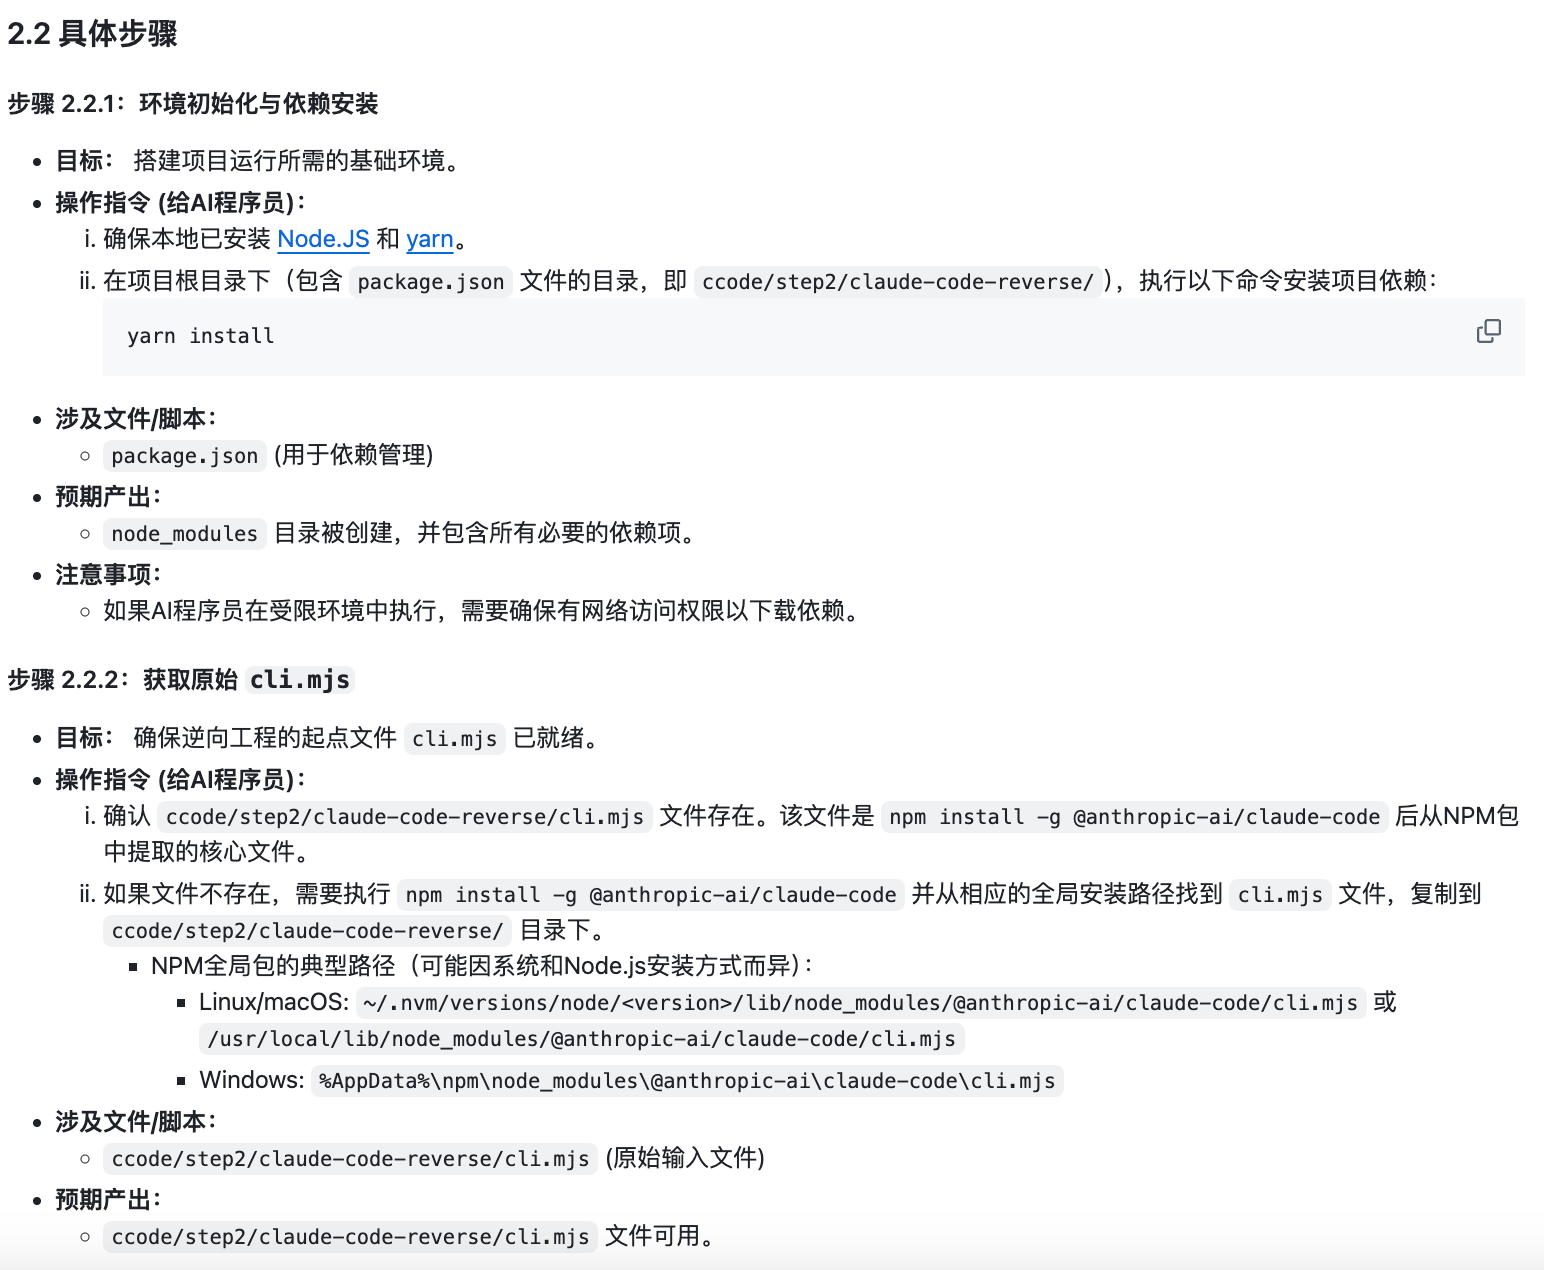 2.2 具体步骤
步骤 2.2.1：环境初始化与依赖安装
• 目标： 搭建项目运行所需的基础环境。
• 操作指令 (给AI程序员)：
i. 确保本地已安装 Node.JS 和 yarn。
ii. 在项目根目录下（包含 package.json 文件的目录，即 ccode/step2/claude-code-reverse/），执行以下命令安装项目依赖：
yarn install
• 涉及文件/脚本：
◦ package.json (用于依赖管理)
• 预期产出：
◦ node_modules 目录被创建，并包含所有必要的依赖项。
• 注意事项：
◦ 如果AI程序员在受限环境中执行，需要确保有网络访问权限以下载依赖。
步骤 2.2.2：获取原始 cli.mjs
• 目标： 确保逆向工程的起点文件 cli.mjs 已就绪。
• 操作指令 (给AI程序员)：
i. 确认 ccode/step2/claude-code-reverse/cli.mjs 文件存在。该文件是 npm install -g @anthropic-ai/claude-code 后从NPM包
中提取的核心文件。
ii. 如果文件不存在，需要执行 npm install -g @anthropic-ai/claude-code 并从相应的全局安装路径找到 cli.mjs 文件，复制到
ccode/step2/claude-code-reverse/ 目录下。
▪ NPM全局包的典型路径（可能因系统和Node.js安装方式而异）：
▪ Linux/macOS: ~/.nvm/versions/node/<version>/lib/node_modules/@anthropic-ai/claude-code/cli.mjs 或
/usr/local/lib/node_modules/@anthropic-ai/claude-code/cli.mjs
▪ Windows: %AppData%\npm\node_modules\@anthropic-ai\claude-code\cli.mjs
• 涉及文件/脚本：
◦ ccode/step2/claude-code-reverse/cli.mjs (原始输入文件)
• 预期产出：
◦ ccode/step2/claude-code-reverse/cli.mjs 文件可用。